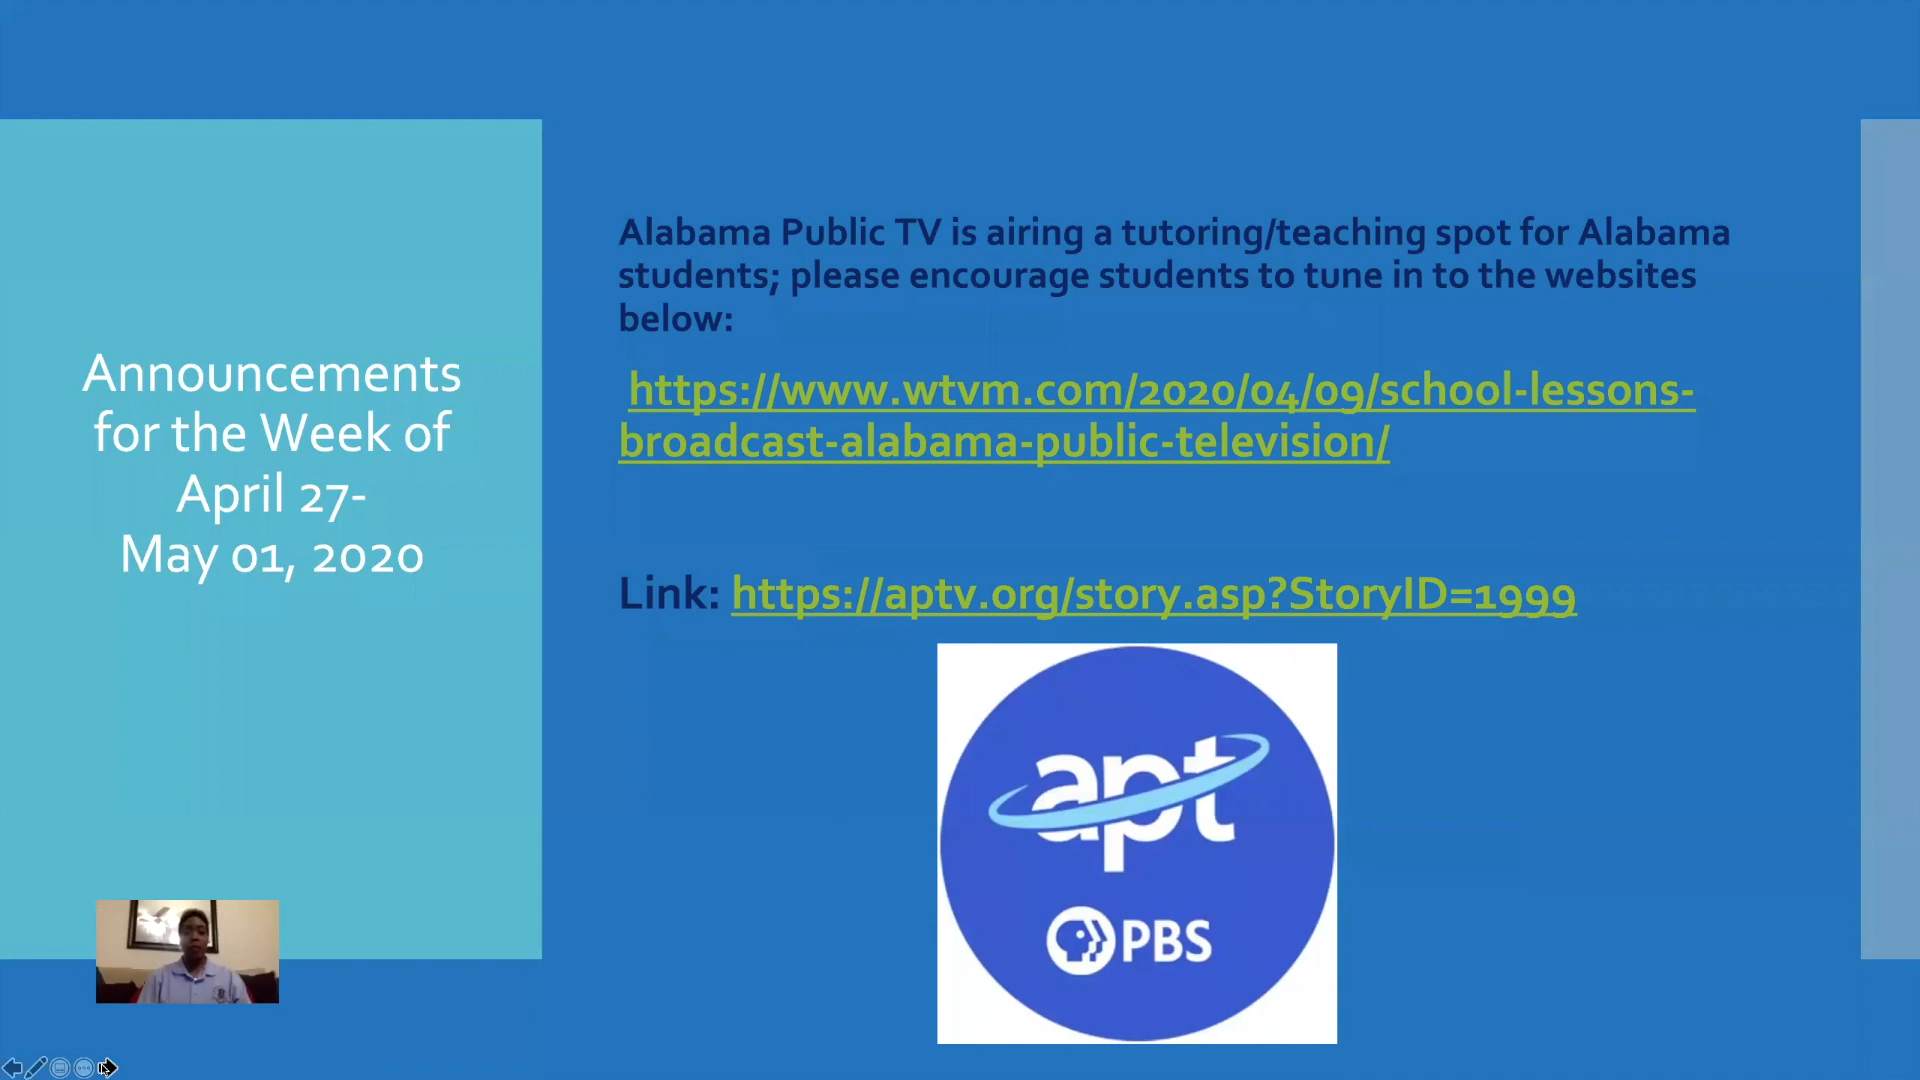 Announcements
for the Week of
April 27-
May 01, 2020
Alabama Public TV is airing a tutoring/teaching spot for Alabama
students; please encourage students to tune in to the websites
below:
https://www.wtvm.com/2020/04/09/school-lessons-
broadcast-alabama-public-television/
Link: https://aptv.org/story.asp?StoryID=1999
apt
PBS